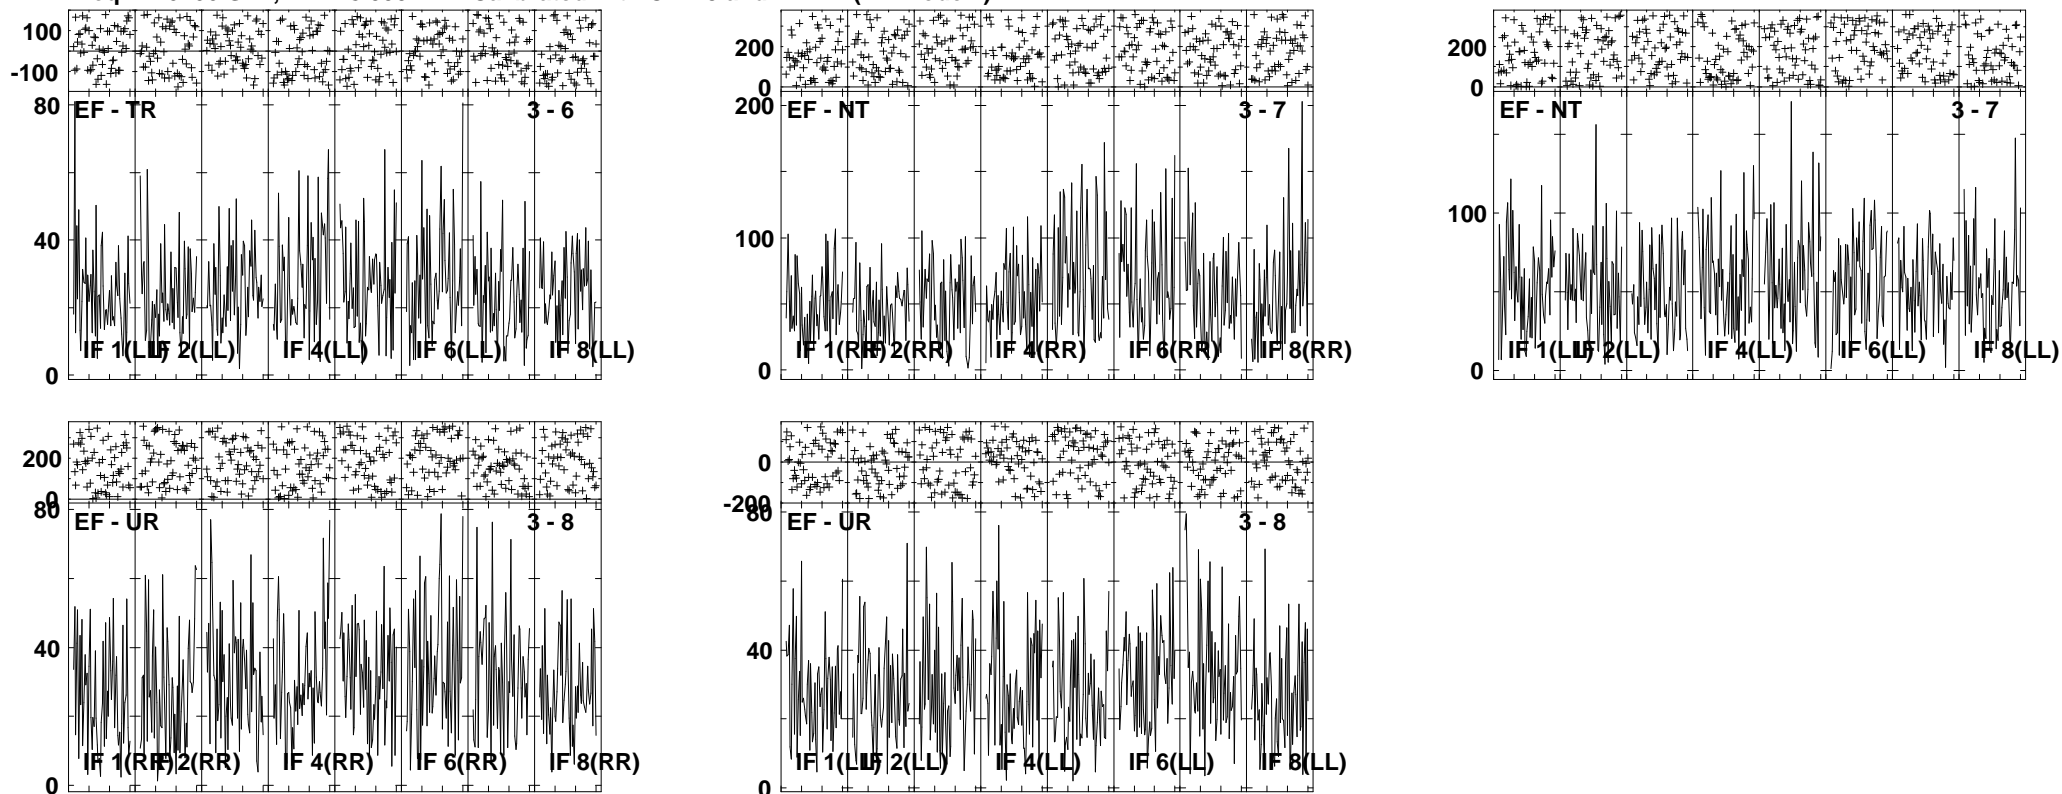 100
-100
80
EF - TR 3 - 6
40
IF 1(LL) IF 2(LL) IF 4(LL) IF 6(LL) IF 8(LL)
0
200
0
200
EF - NT 3 - 7
100
IF 1(RR) IF 2(RR) IF 4(RR) IF 6(RR) IF 8(RR)
0
200
0
EF - NT 3 - 7
100
IF 1(LL) IF 2(LL) IF 4(LL) IF 6(LL) IF 8(LL)
0
200
0
80
EF - UR 3 - 8
40
IF 1(RR) IF 2(RR) IF 4(RR) IF 6(RR) IF 8(RR)
0
0
-200
80
EF - UR 3 - 8
40
IF 1(LL) IF 2(LL) IF 4(LL) IF 6(LL) IF 8(LL)
0